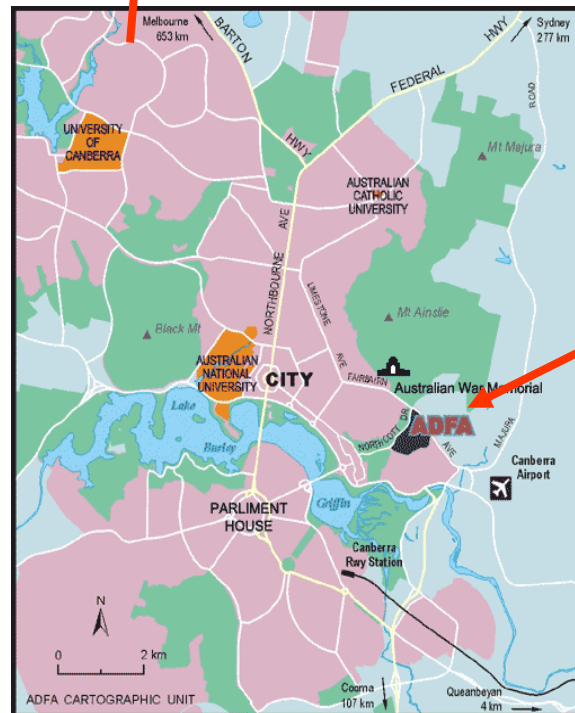 Melbourne
653 km
Sydney
277 km
BARTON
HWY
FEDERAL
HWY
ROAD
UNIVERSITY
OF
CANBERRA
Mt Majura
AUSTRALIAN
CATHOLIC
UNIVERSITY
NORTHBOURNE
AVE
LIMESTONE
AVE
Black Mt
Mt Ainslie
AUSTRALIAN
NATIONAL
UNIVERSITY
CITY
FAIRBAIRN
AVE
Australian War Memorial
Lake
Burley
Griffin
NORTHCOTT
DR
ADFA
MAJURA
Canberra
Airport
PARLIMENT
HOUSE
Canberra
Rwy Station
N
0 2 km
ADFA CARTOGRAPHIC UNIT
Cooma
107 km
Queanbeyan
4 km